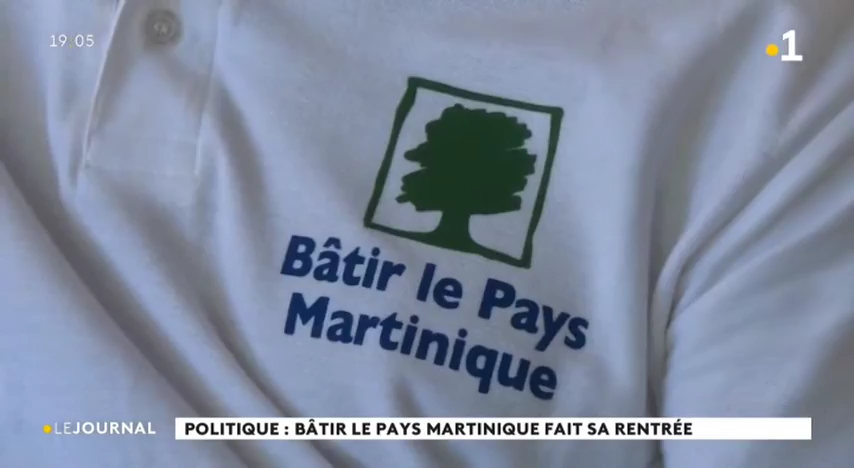 19:05
1
Bâtir le Pays
Martinique
LEJOURNAL
POLITIQUE : BÂTIR LE PAYS MARTINIQUE FAIT SA RENTRÉE